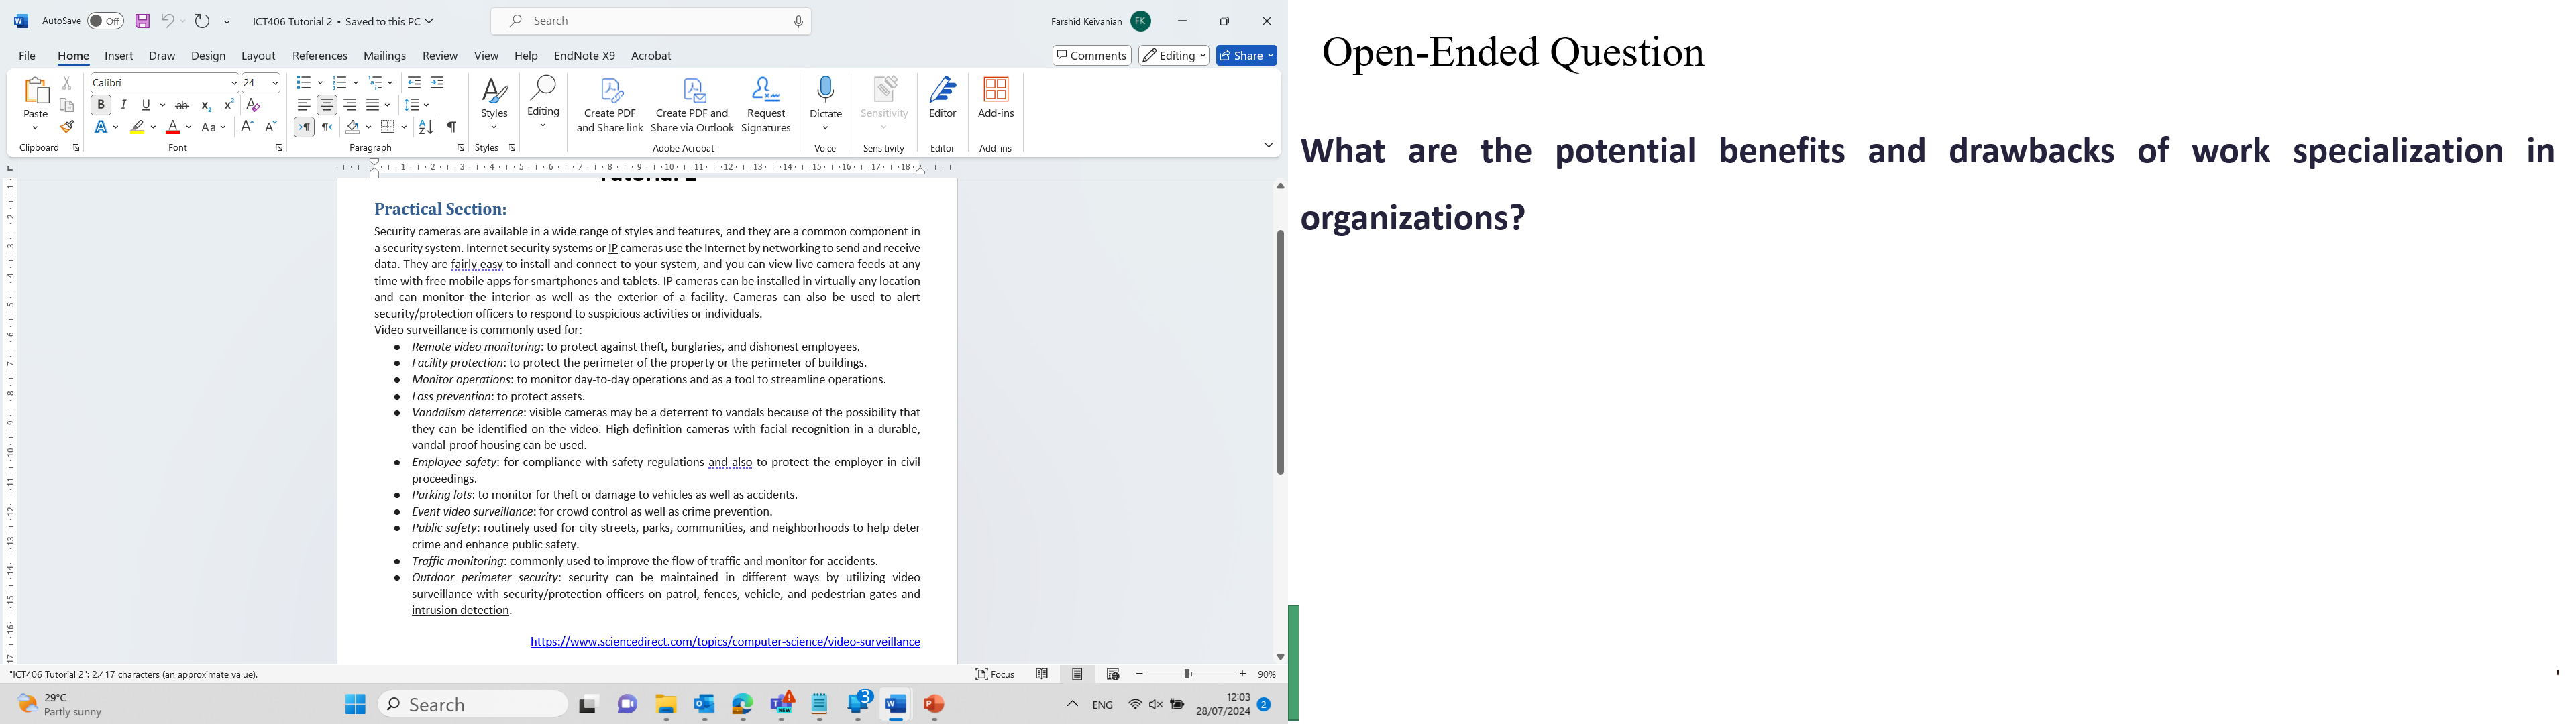 AutoSave Off ICT406 Tutorial 2 • Saved to this PC Search Farshid Keivanian FK
File Home Insert Draw Design Layout References Mailings Review View Help EndNote X9 Acrobat Comments Editing Share
Calibri 24
Paste Styles Editing Create PDF and Share link Create PDF and Share via Outlook Request Signatures Dictate Sensitivity Editor Add-ins
Clipboard Font Paragraph Styles Adobe Acrobat Voice Sensitivity Editor Add-ins
Practical Section:
Security cameras are available in a wide range of styles and features, and they are a common component in
a security system. Internet security systems or IP cameras use the Internet by networking to send and receive
data. They are fairly easy to install and connect to your system, and you can view live camera feeds at any
time with free mobile apps for smartphones and tablets. IP cameras can be installed in virtually any location
and can monitor the interior as well as the exterior of a facility. Cameras can also be used to alert
security/protection officers to respond to suspicious activities or individuals.
Video surveillance is commonly used for:
● Remote video monitoring: to protect against theft, burglaries, and dishonest employees.
● Facility protection: to protect the perimeter of the property or the perimeter of buildings.
● Monitor operations: to monitor day-to-day operations and as a tool to streamline operations.
● Loss prevention: to protect assets.
● Vandalism deterrence: visible cameras may be a deterrent to vandals because of the possibility that
they can be identified on the video. High-definition cameras with facial recognition in a durable,
vandal-proof housing can be used.
● Employee safety: for compliance with safety regulations and also to protect the employer in civil
proceedings.
● Parking lots: to monitor for theft or damage to vehicles as well as accidents.
● Event video surveillance: for crowd control as well as crime prevention.
● Public safety: routinely used for city streets, parks, communities, and neighborhoods to help deter
crime and enhance public safety.
● Traffic monitoring: commonly used to improve the flow of traffic and monitor for accidents.
● Outdoor perimeter security: security can be maintained in different ways by utilizing video
surveillance with security/protection officers on patrol, fences, vehicle, and pedestrian gates and
intrusion detection.
https://www.sciencedirect.com/topics/computer-science/video-surveillance
"ICT406 Tutorial 2": 2,417 characters (an approximate value). Focus 90%
29°C
Partly sunny
Search
3
ENG
12:03
28/07/2024
2
Open-Ended Question
What are the potential benefits and drawbacks of work specialization in
organizations?